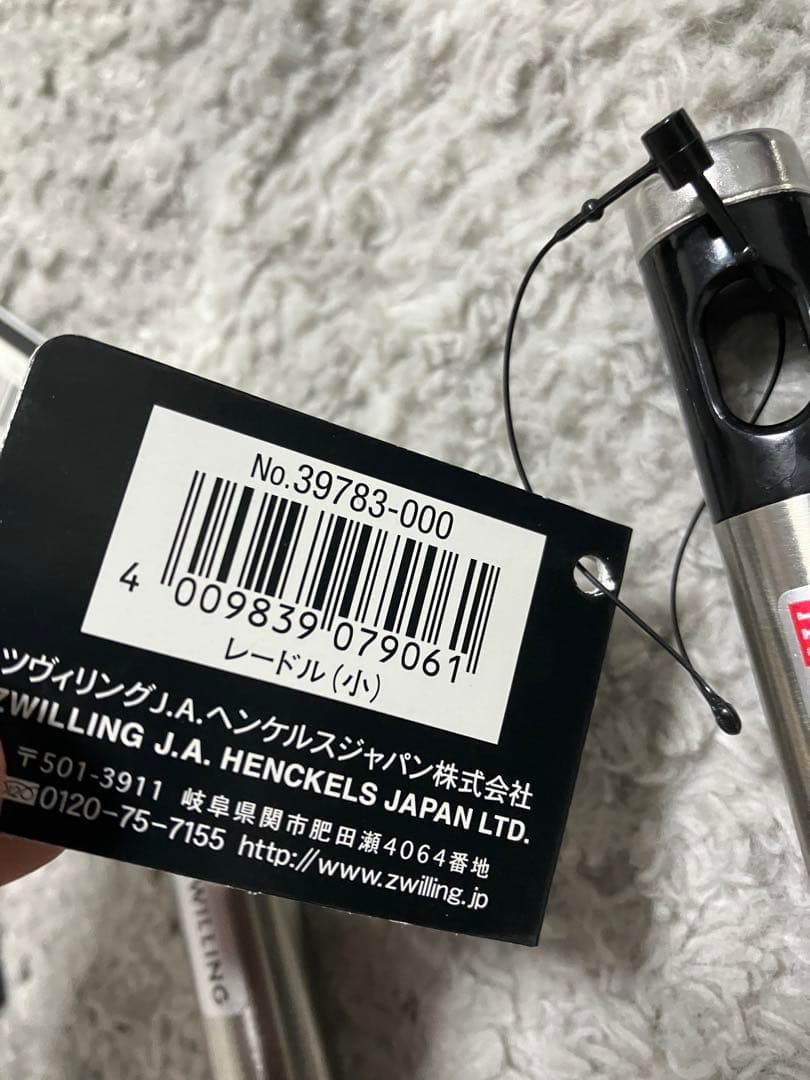 No.39783-000
4 009839 079061
レードル(小)
ツヴィリングJ.A.ヘンケルスジャパン株式会社
ZWILLING J.A. HENCKELS JAPAN LTD.
〒501-3911 岐阜県関市肥田瀬4064番地
0120-75-7155 http://www.zwilling.jp
WILLING